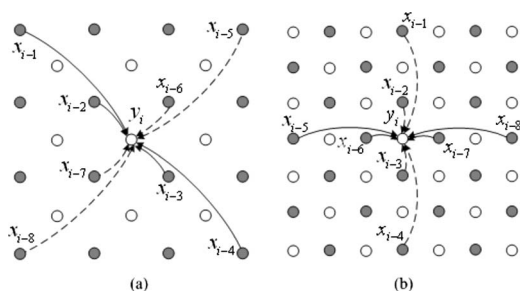 x_{i-1}
x_{i-5}
x_{i-6}
x_{i-2}
y_i
x_{i-7}
x_{i-3}
x_{i-8}
x_{i-4}
(a)
x_{i-1}
x_{i-2}
x_{i-5}
y_i
x_{i-8}
x_{i-6}
x_{i-3}
x_{i-7}
x_{i-4}
(b)